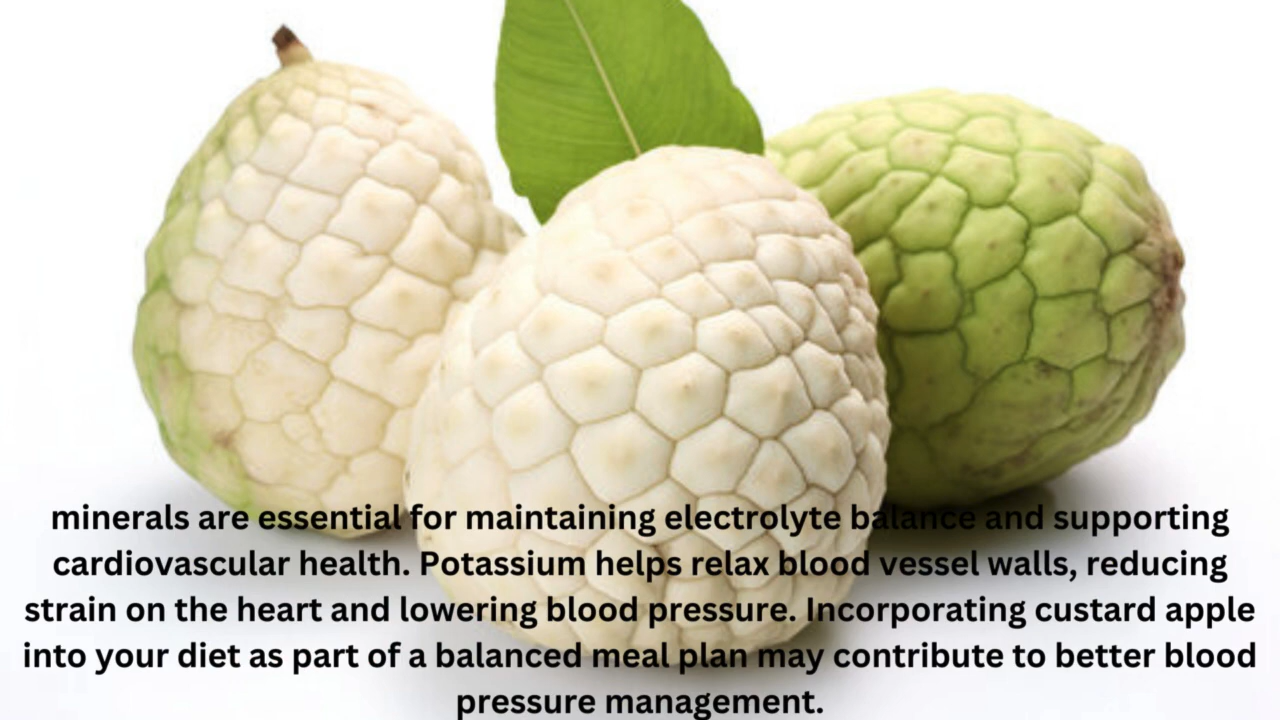 minerals are essential for maintaining electrolyte balance and supporting
cardiovascular health. Potassium helps relax blood vessel walls, reducing
strain on the heart and lowering blood pressure. Incorporating custard apple
into your diet as part of a balanced meal plan may contribute to better blood
pressure management.